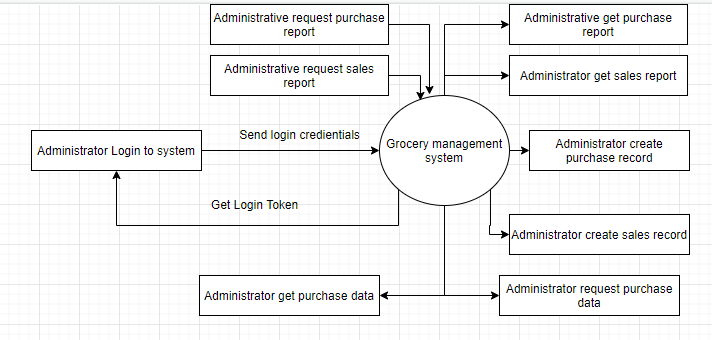 Administrative request purchase
report
Administrative get purchase
report
Administrative request sales
report
Administrator get sales report
Send login credentials
Administrator Login to system
Grocery management
system
Administrator create
purchase record
Get Login Token
Administrator create sales record
Administrator get purchase data
Administrator request purchase
data